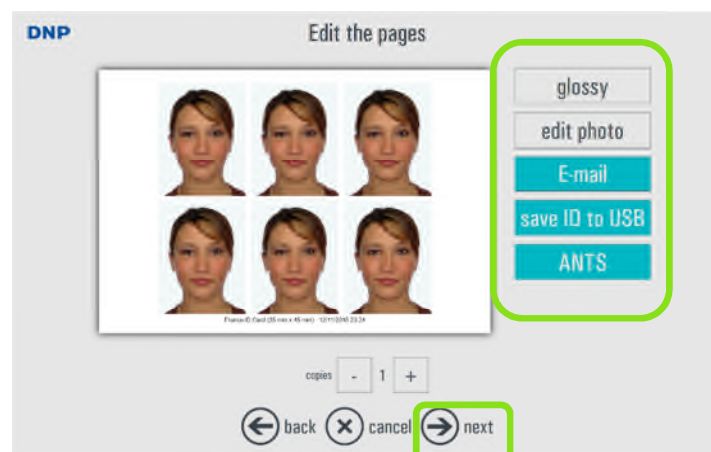 DNP
Edit the pages
glossy
edit photo
E-mail
save ID to USB
ANTS
France ID Card (35 mm x 45 mm) - 12/11/2018 23:24
copies - 1 +
back cancel next